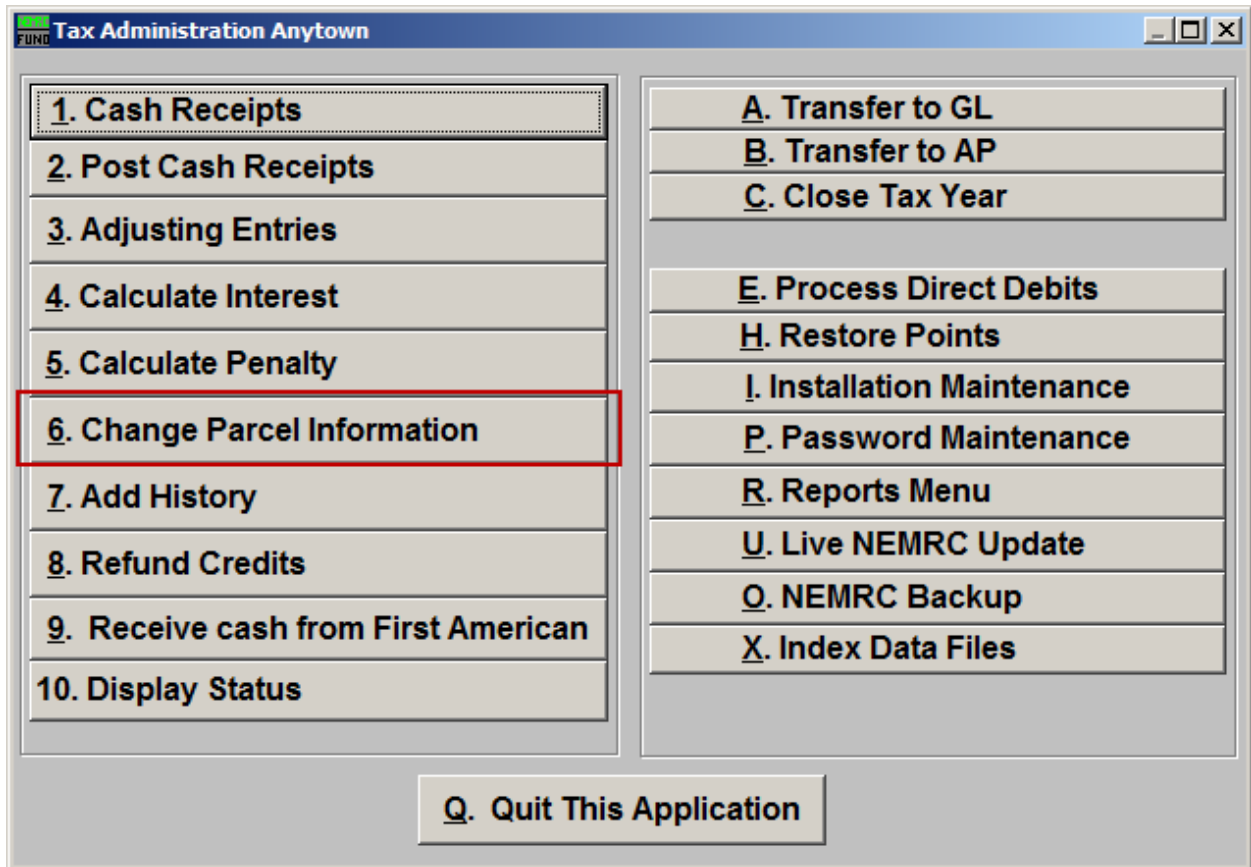 NEMRC
FUND
Tax Administration Anytown
1. Cash Receipts
2. Post Cash Receipts
3. Adjusting Entries
4. Calculate Interest
5. Calculate Penalty
6. Change Parcel Information
7. Add History
8. Refund Credits
9. Receive cash from First American
10. Display Status
A. Transfer to GL
B. Transfer to AP
C. Close Tax Year
E. Process Direct Debits
H. Restore Points
I. Installation Maintenance
P. Password Maintenance
R. Reports Menu
U. Live NEMRC Update
O. NEMRC Backup
X. Index Data Files
Q. Quit This Application